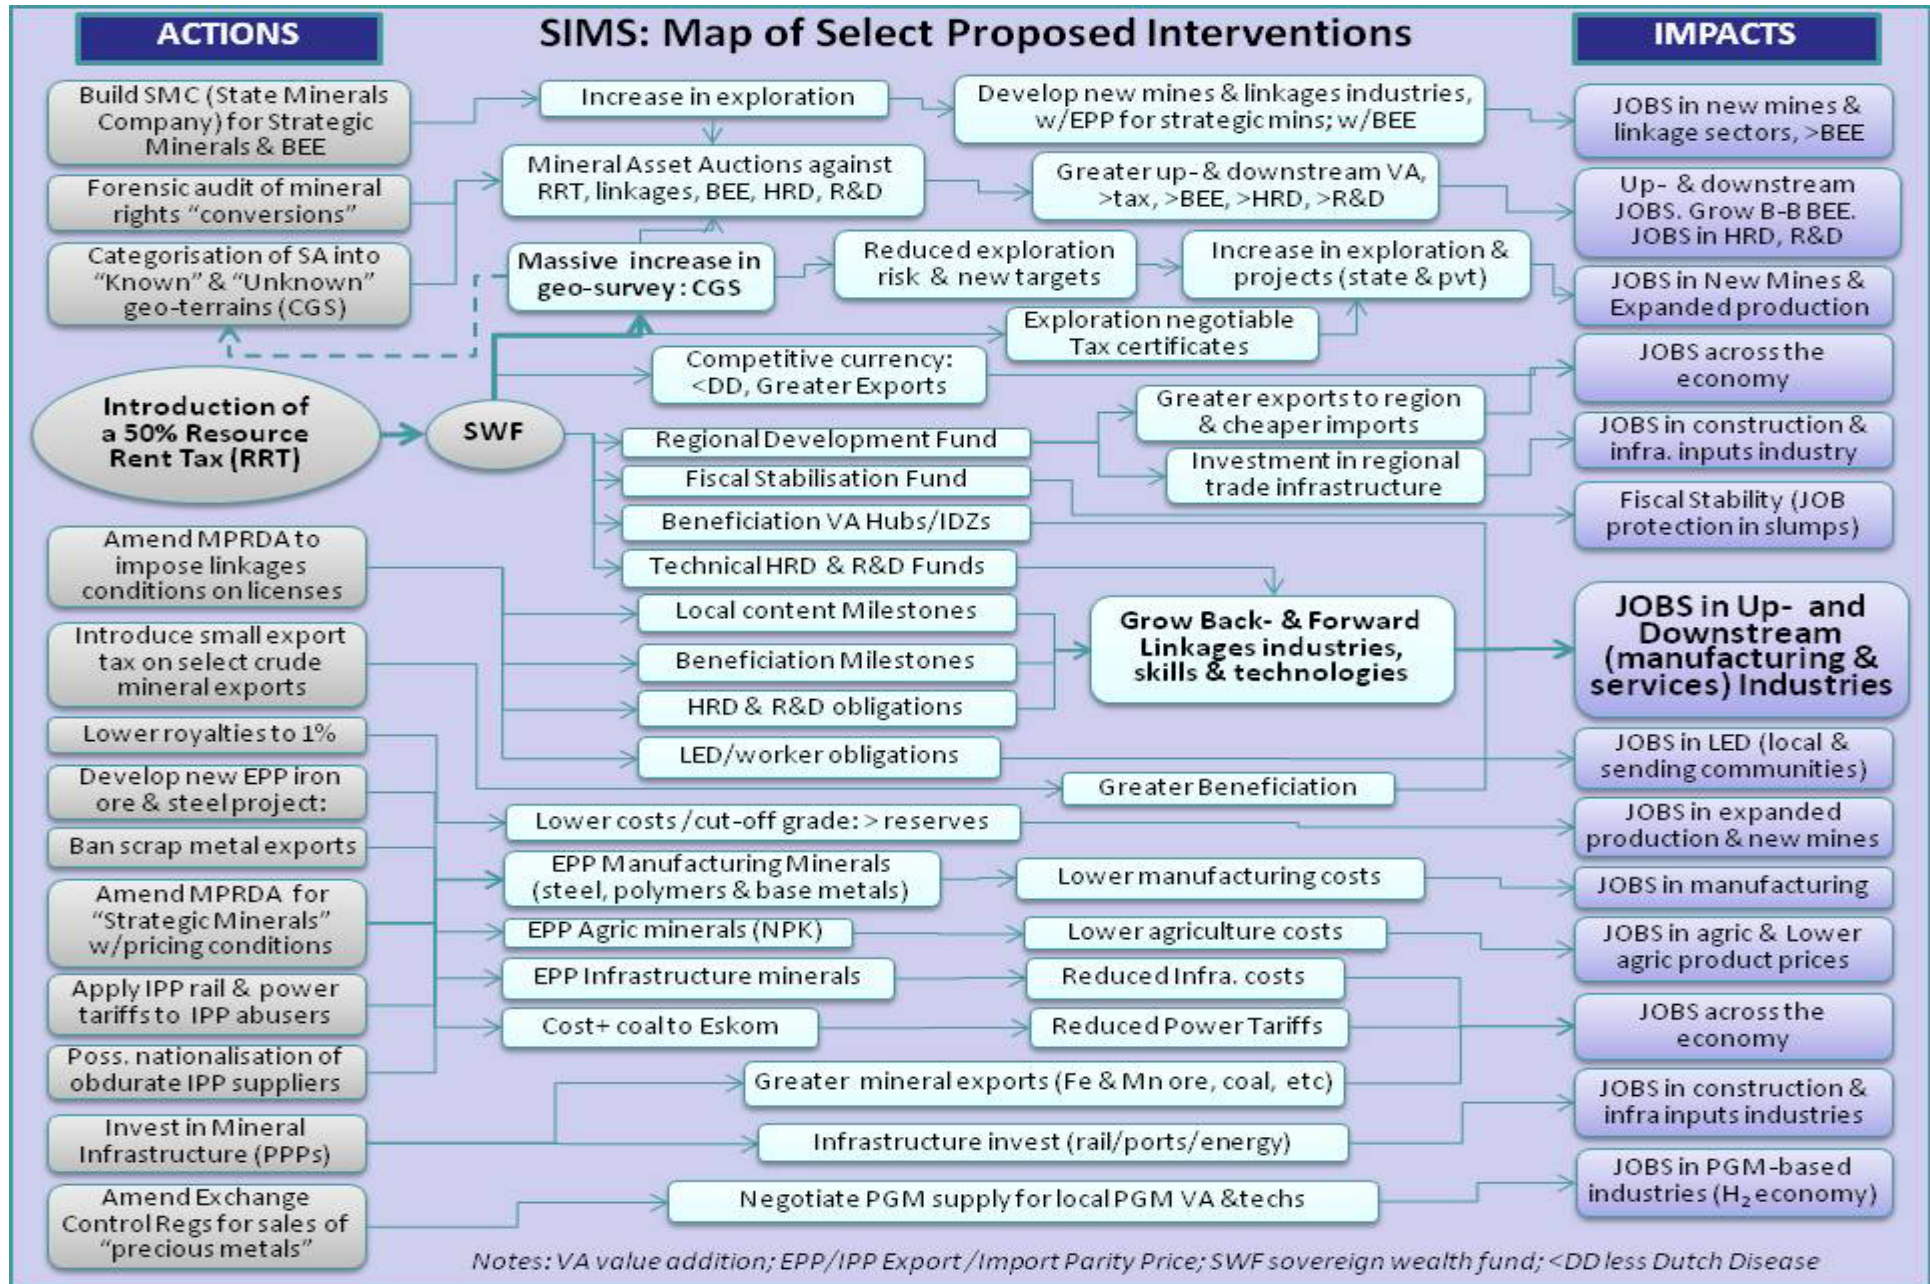 ACTIONS
SIMS: Map of Select Proposed Interventions
IMPACTS
Build SMC (State Minerals
Company) for Strategic
Minerals & BEE
Increase in exploration
Develop new mines & linkages industries,
w/EPP for strategic mins; w/BEE
JOBS in new mines &
linkage sectors, >BEE
Forensic audit of mineral
rights “conversions”
Mineral Asset Auctions against
RRT, linkages, BEE, HRD, R&D
Greater up- & downstream VA,
>tax, >BEE, >HRD, >R&D
Up- & downstream
JOBS. Grow B-B BEE.
JOBS in HRD, R&D
Categorisation of SA into
“Known” & “Unknown”
geo-terrains (CGS)
Massive increase in
geo-survey: CGS
Reduced exploration
risk & new targets
Increase in exploration &
projects (state & pvt)
JOBS in New Mines &
Expanded production
Exploration negotiable
Tax certificates
Competitive currency:
<DD, Greater Exports
JOBS across the
economy
Introduction of
a 50% Resource
Rent Tax (RRT)
SWF
Regional Development Fund
Greater exports to region
& cheaper imports
Investment in regional
trade infrastructure
JOBS in construction &
infra. inputs industry
Fiscal Stabilisation Fund
Fiscal Stability (JOB
protection in slumps)
Beneficiation VA Hubs/IDZs
Technical HRD & R&D Funds
Amend MPRDA to
impose linkages
conditions on licenses
Local content Milestones
Beneficiation Milestones
HRD & R&D obligations
LED/worker obligations
Grow Back- & Forward
Linkages industries,
skills & technologies
JOBS in Up- and
Downstream
(manufacturing &
services) Industries
Introduce small export
tax on select crude
mineral exports
Greater Beneficiation
JOBS in LED (local &
sending communities)
Lower royalties to 1%
Develop new EPP iron
ore & steel project:
Lower costs /cut-off grade: > reserves
JOBS in expanded
production & new mines
Ban scrap metal exports
EPP Manufacturing Minerals
(steel, polymers & base metals)
Lower manufacturing costs
JOBS in manufacturing
Amend MPRDA for
“Strategic Minerals”
w/pricing conditions
EPP Agric minerals (NPK)
Lower agriculture costs
JOBS in agric & Lower
agric product prices
Apply IPP rail & power
tariffs to IPP abusers
EPP Infrastructure minerals
Reduced Infra. costs
Cost+ coal to Eskom
Reduced Power Tariffs
JOBS across the
economy
Poss. nationalisation of
obdurate IPP suppliers
Greater mineral exports (Fe & Mn ore, coal, etc)
Invest in Mineral
Infrastructure (PPPs)
Infrastructure invest (rail/ports/energy)
JOBS in construction &
infra inputs industries
Amend Exchange
Control Regs for sales of
“precious metals”
Negotiate PGM supply for local PGM VA &techs
JOBS in PGM-based
industries (H₂ economy)
Notes: VA value addition; EPP/IPP Export /Import Parity Price; SWF sovereign wealth fund; <DD less Dutch Disease